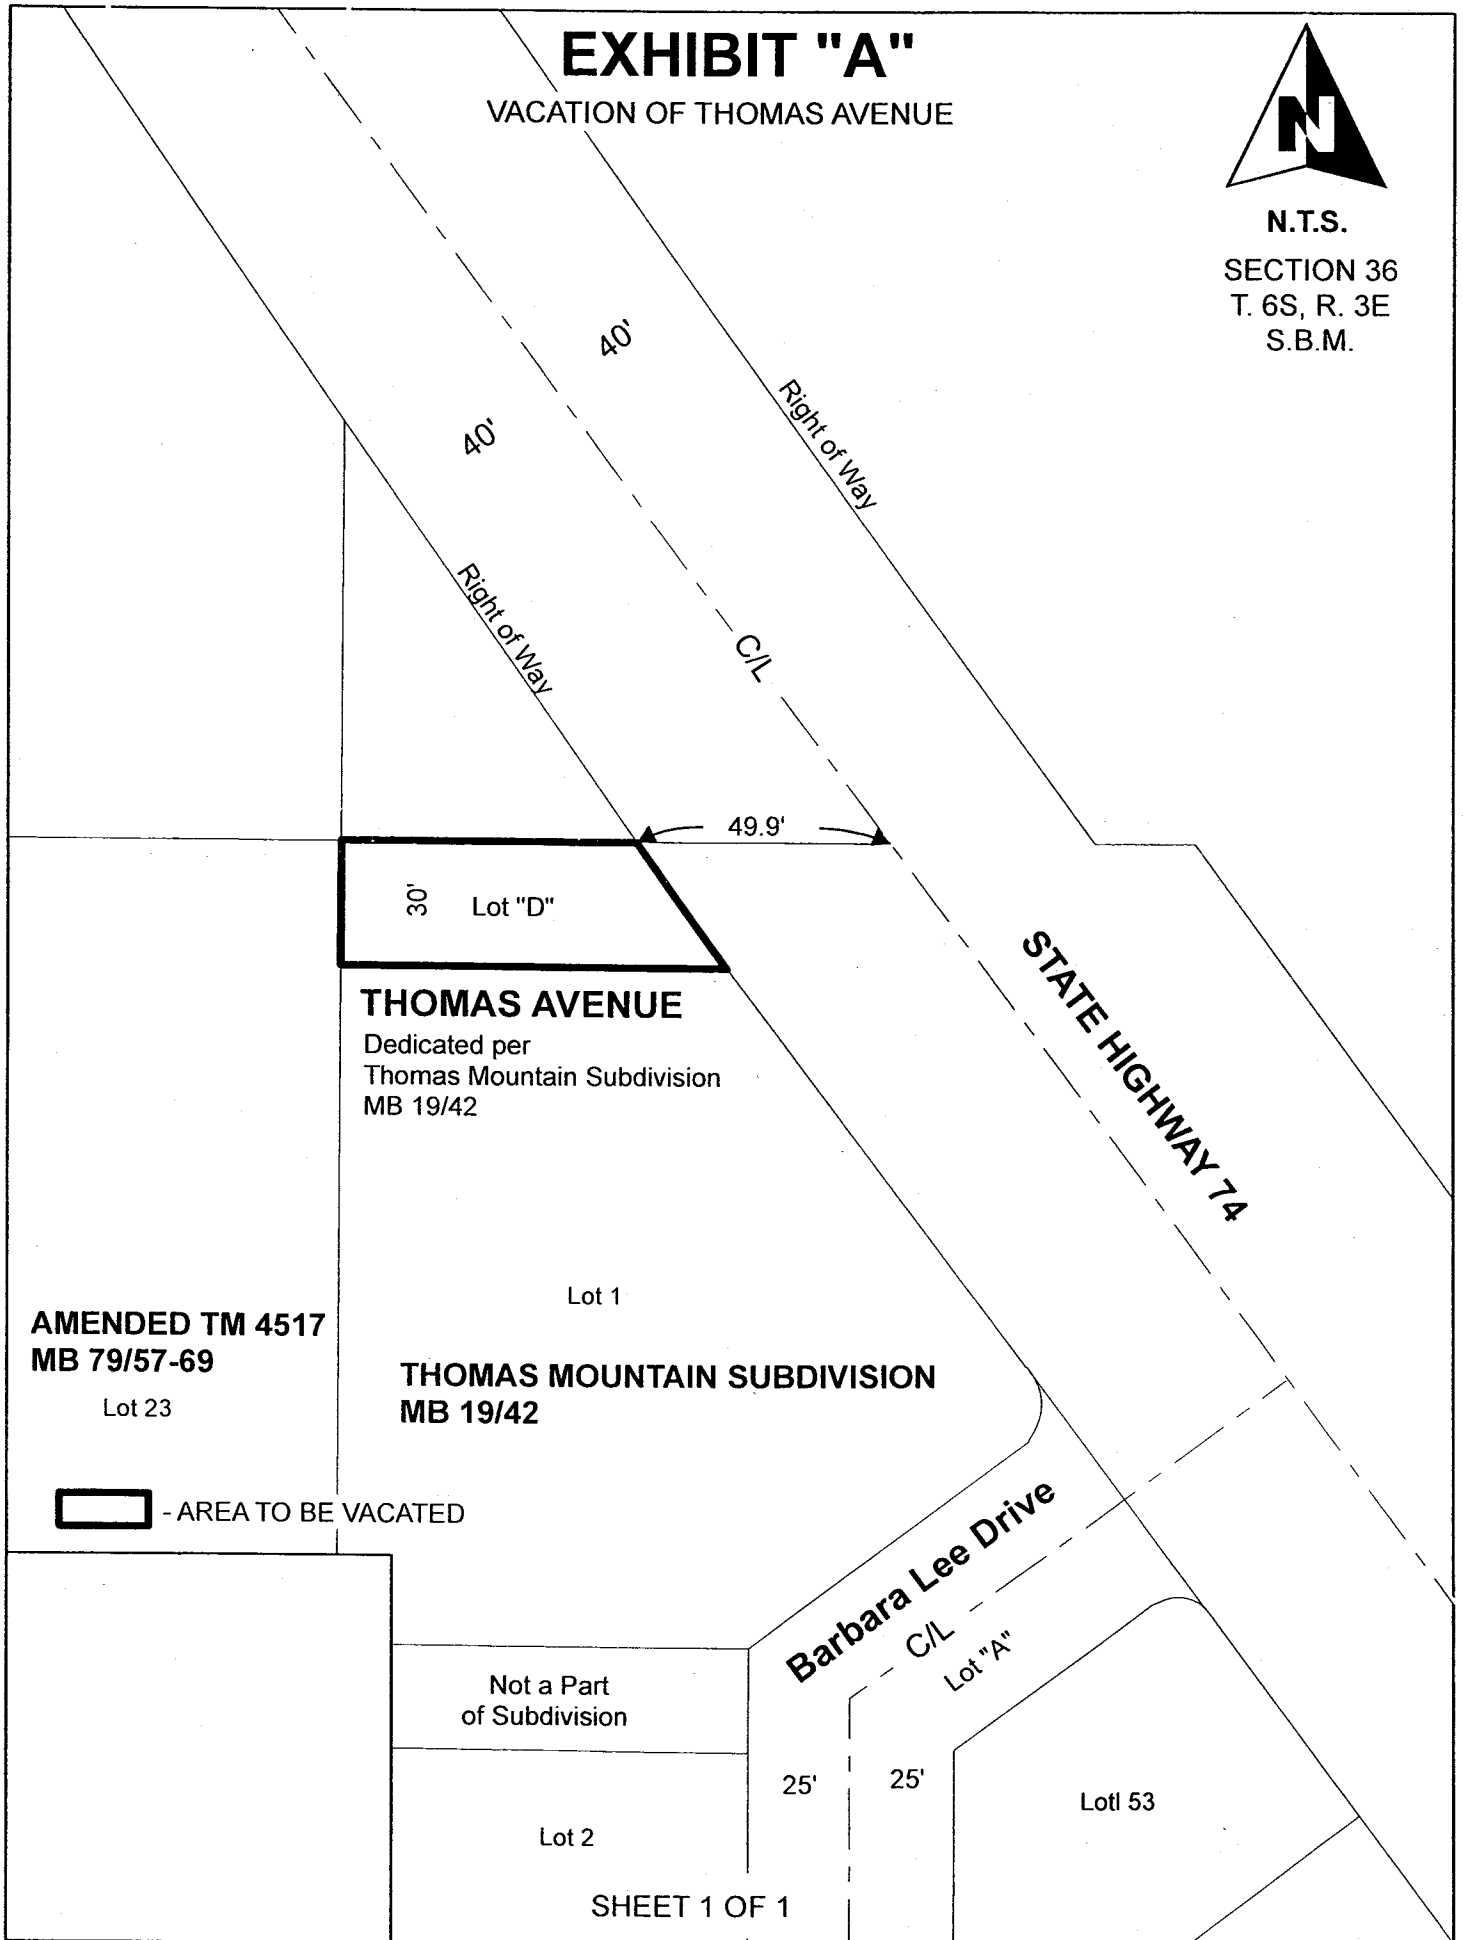 EXHIBIT "A"
VACATION OF THOMAS AVENUE
N
N.T.S.
SECTION 36
T. 6S, R. 3E
S.B.M.
40'
40'
Right of Way
Right of Way
C/L
49.9'
30'
Lot "D"
STATE HIGHWAY 74
THOMAS AVENUE
Dedicated per
Thomas Mountain Subdivision
MB 19/42
Lot 1
AMENDED TM 4517
MB 79/57-69
Lot 23
THOMAS MOUNTAIN SUBDIVISION
MB 19/42
- AREA TO BE VACATED
Barbara Lee Drive
C/L
Lot "A"
Not a Part
of Subdivision
25'
25'
Lotl 53
Lot 2
SHEET 1 OF 1